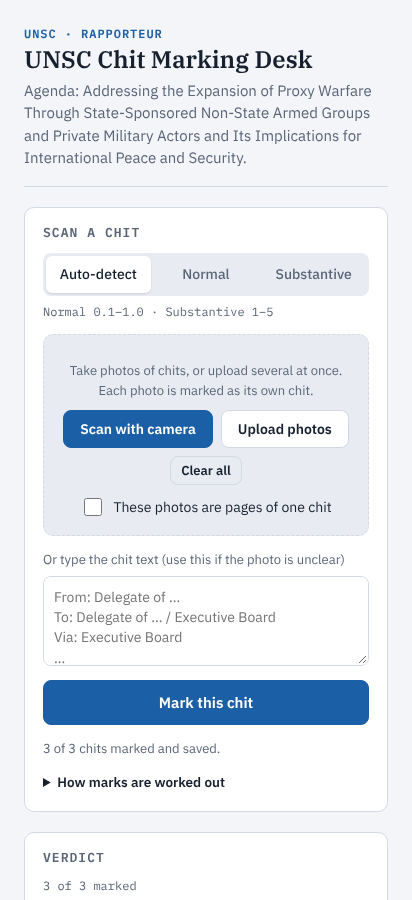 UNSC · RAPPORTEUR
UNSC Chit Marking Desk
Agenda: Addressing the Expansion of Proxy Warfare
Through State-Sponsored Non-State Armed Groups
and Private Military Actors and Its Implications for
International Peace and Security.
SCAN A CHIT
Auto-detect Normal Substantive
Normal 0.1–1.0 · Substantive 1–5
Take photos of chits, or upload several at once.
Each photo is marked as its own chit.
Scan with camera Upload photos
Clear all
These photos are pages of one chit
Or type the chit text (use this if the photo is unclear)
From: Delegate of ...
To: Delegate of ... / Executive Board
Via: Executive Board
...
Mark this chit
3 of 3 chits marked and saved.
How marks are worked out
VERDICT
3 of 3 marked